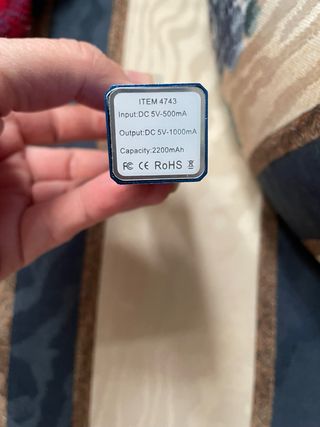 ITEM 4743
Input:DC 5V-500mA
Output:DC 5V-1000mA
Capacity:2200mAh
FC CE RoHS